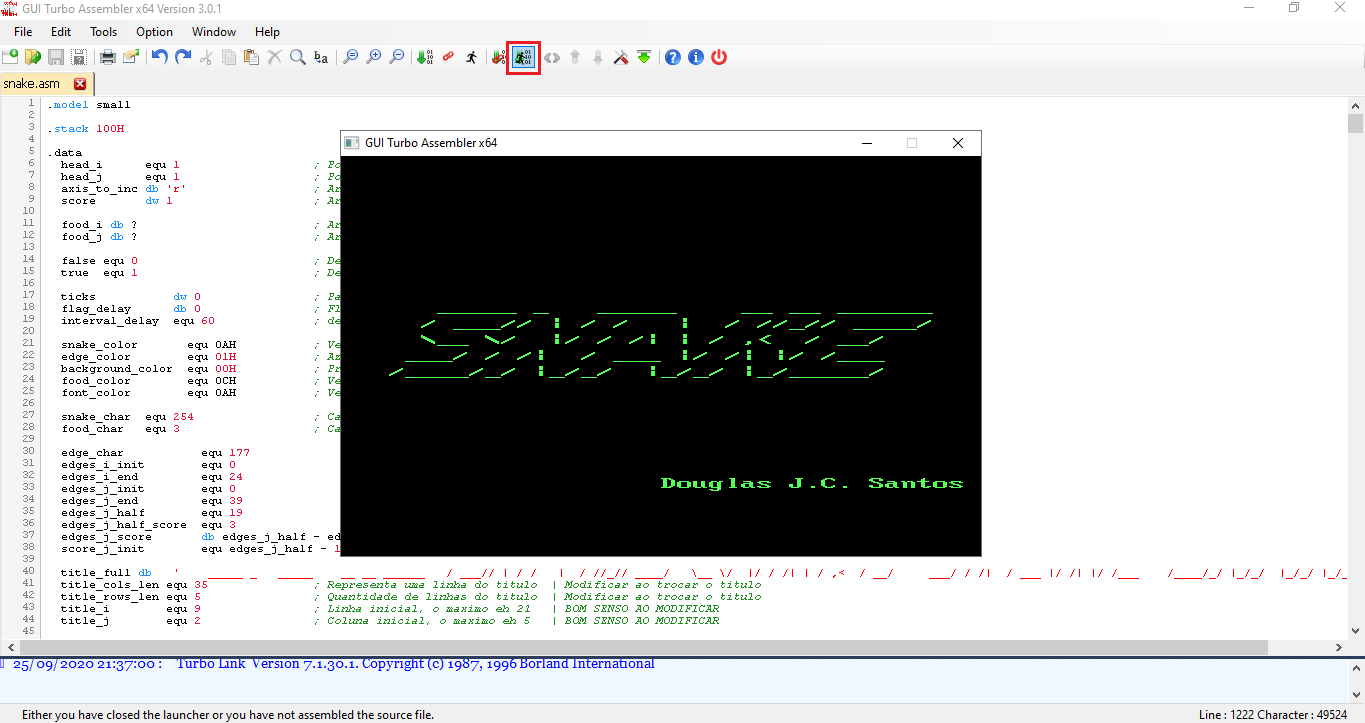 GUI Turbo Assembler x64 Version 3.0.1
File Edit Tools Option Window Help
snake.asm
1 .model small
2
3 .stack 100H
4
5 .data
6 head_i equ 1 ; Po
7 head_j equ 1 ; Po
8 axis_to_inc db 'r' ; Ar
9 score dw 1 ; Ar
10
11 food_i db ? ; Ar
12 food_j db ? ; Ar
13
14 false equ 0 ; De
15 true equ 1 ; De
16
17 ticks dw 0 ; Pa
18 flag_delay db 0 ; Fl
19 interval_delay equ 60 ; de
20
21 snake_color equ 0AH ; Ve
22 edge_color equ 01H ; Az
23 background_color equ 00H ; Pr
24 food_color equ 0CH ; Ve
25 font_color equ 0AH ; Ve
26
27 snake_char equ 254 ; Ca
28 food_char equ 3 ; Ca
29
30 edge_char equ 177
31 edges_i_init equ 0
32 edges_i_end equ 24
33 edges_j_init equ 0
34 edges_j_end equ 39
35 edges_j_half equ 19
36 edges_j_half_score equ 3
37 edges_j_score db edges_j_half - ed
38 score_j_init equ edges_j_half - 1
39
40 title_full db '
41 title_cols_len equ 35 ; Representa uma linha do titulo | Modificar ao trocar o titulo
42 title_rows_len equ 5 ; Quantidade de linhas do titulo | Modificar ao trocar o titulo
43 title_i equ 9 ; Linha inicial, o maximo eh 21 | BOM SENSO AO MODIFICAR
44 title_j equ 2 ; Coluna inicial, o maximo eh 5 | BOM SENSO AO MODIFICAR
45
GUI Turbo Assembler x64
SNAKE
Douglas J.C. Santos
25/09/2020 21:37:00 : Turbo Link Version 7.1.30.1. Copyright (c) 1987, 1996 Borland International
Either you have closed the launcher or you have not assembled the source file.
Line : 1222 Character : 49524